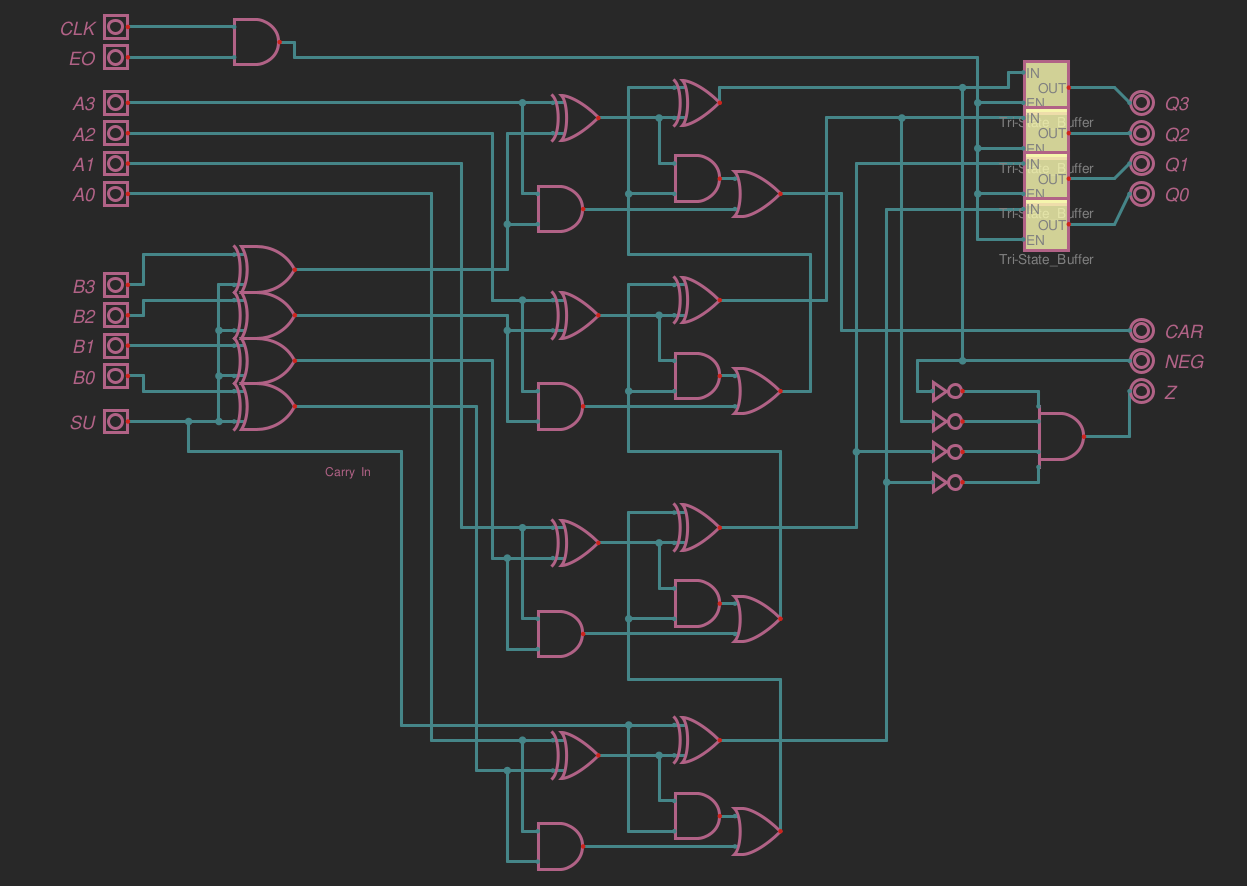 CLK
EO
A3
A2
A1
A0
B3
B2
B1
B0
SU
Carry In
IN
OUT
EN
Tri-State_Buffer
IN
OUT
EN
Tri-State_Buffer
IN
OUT
EN
Tri-State_Buffer
IN
OUT
EN
Tri-State_Buffer
Q3
Q2
Q1
Q0
CAR
NEG
Z